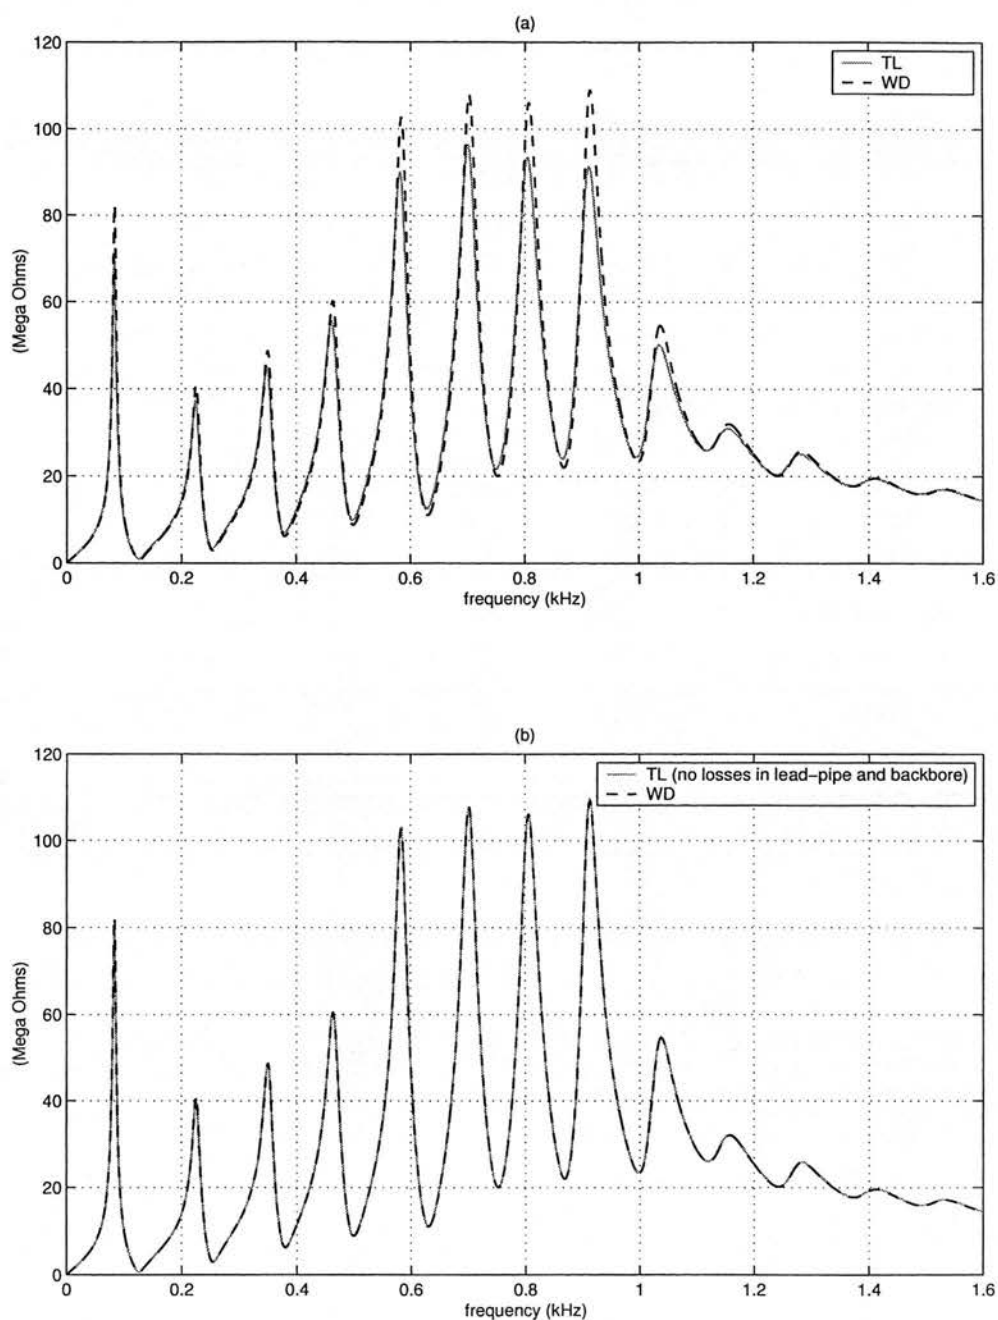 (a)
120
100
80
60
40
20
0
(Mega Ohms)
TL
WD
0 0.2 0.4 0.6 0.8 1 1.2 1.4 1.6
frequency (kHz)
(b)
120
100
80
60
40
20
0
(Mega Ohms)
TL (no losses in lead-pipe and backbore)
WD
0 0.2 0.4 0.6 0.8 1 1.2 1.4 1.6
frequency (kHz)